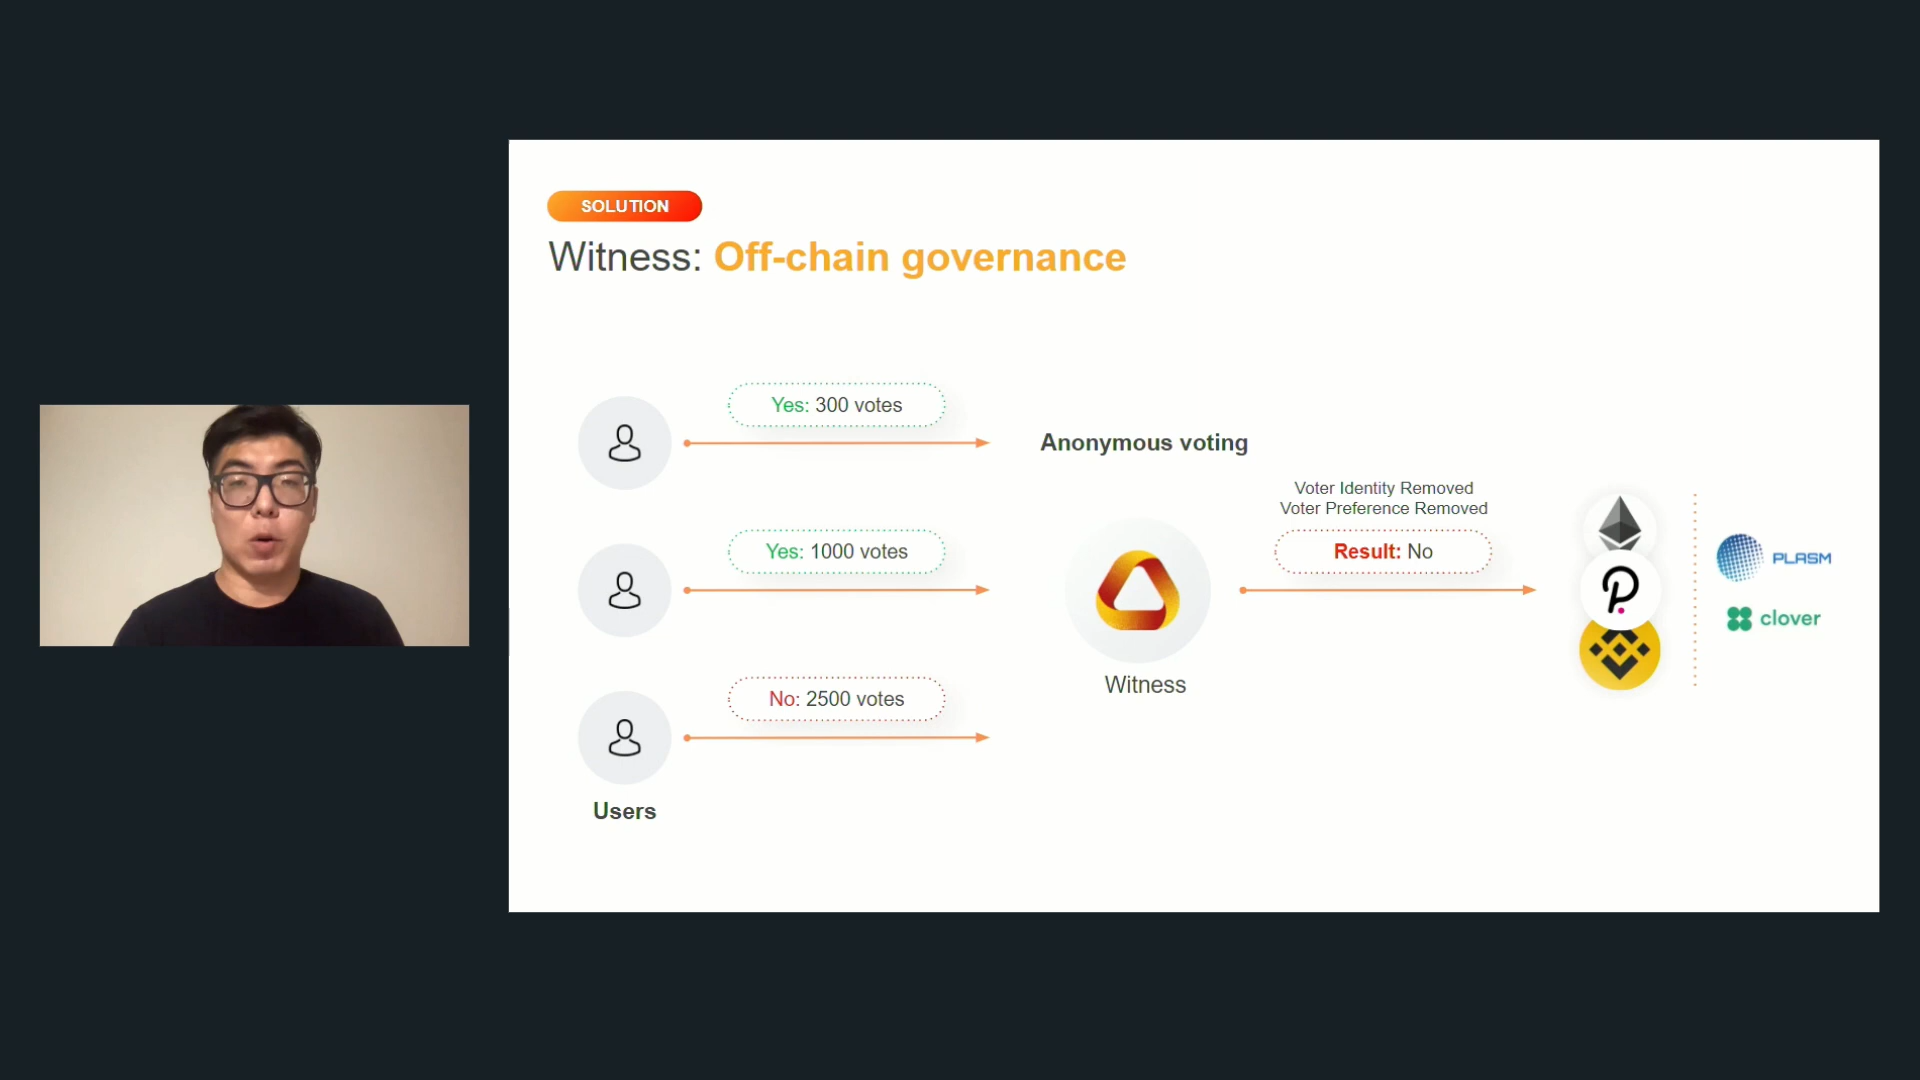 SOLUTION
Witness: Off-chain governance
Yes: 300 votes
Anonymous voting
Voter Identity Removed
Voter Preference Removed
Yes: 1000 votes
Result: No
PLASM
clover
Witness
No: 2500 votes
Users